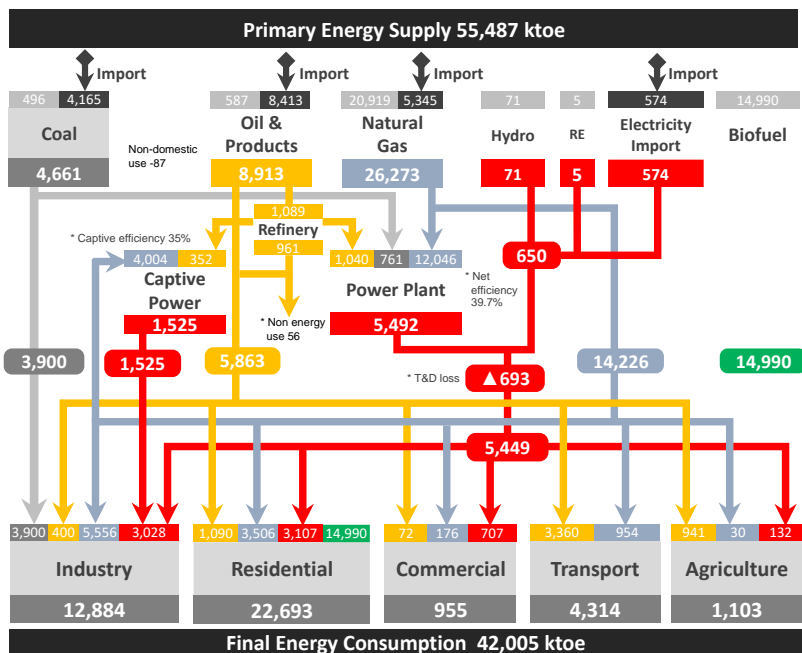 Primary Energy Supply 55,487 ktoe
Import
Import
Import
Import
496 4,165
587 8,413
20,919 5,345
71
5
574
14,990
Coal
Oil & Products
Natural Gas
Hydro
RE
Electricity Import
Biofuel
Non-domestic
use -87
4,661
8,913
26,273
71
5
574
1,089
Refinery
961
* Captive efficiency 35%
4,004 352
1,040 761 12,046
650
Captive
Power
Power Plant
* Net
efficiency
39.7%
1,525
5,492
* Non energy
use 56
3,900
1,525
5,863
* T&D loss
▲693
14,226
14,990
5,449
3,900 400 5,556 3,028
1,090 3,506 3,107 14,990
72 176 707
3,360 954
941 30 132
Industry
Residential
Commercial
Transport
Agriculture
12,884
22,693
955
4,314
1,103
Final Energy Consumption 42,005 ktoe